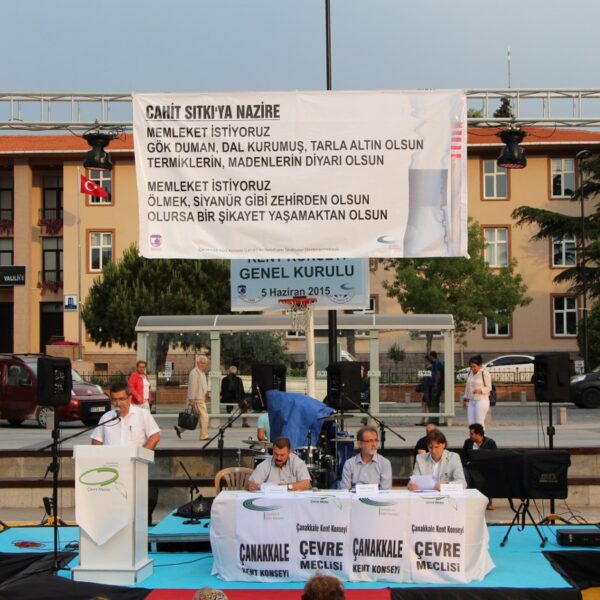 CAHİT SITKI'YA NAZİRE
MEMLEKET İSTİYORUZ
GÖK DUMAN, DAL KURUMUŞ, TARLA ALTIN OLSUN
TERMİKLERİN, MADENLERİN DİYARI OLSUN
MEMLEKET İSTİYORUZ
ÖLMEK, SİYANÜR GİBİ ZEHİRDEN OLSUN
OLURSA BİR ŞİKAYET YAŞAMAKTAN OLSUN
KENT KONSEYİ
GENEL KURULU
5 Haziran 2015
VALİLİK
Çevre Meclisi
Çanakkale Kent Konseyi
Çanakkale Kent Konseyi
ÇANAKKALE
KENT KONSEYİ
ÇEVRE
MECLİSİ
ÇANAKKALE
KENT KONSEYİ
ÇEVRE
MECLİSİ